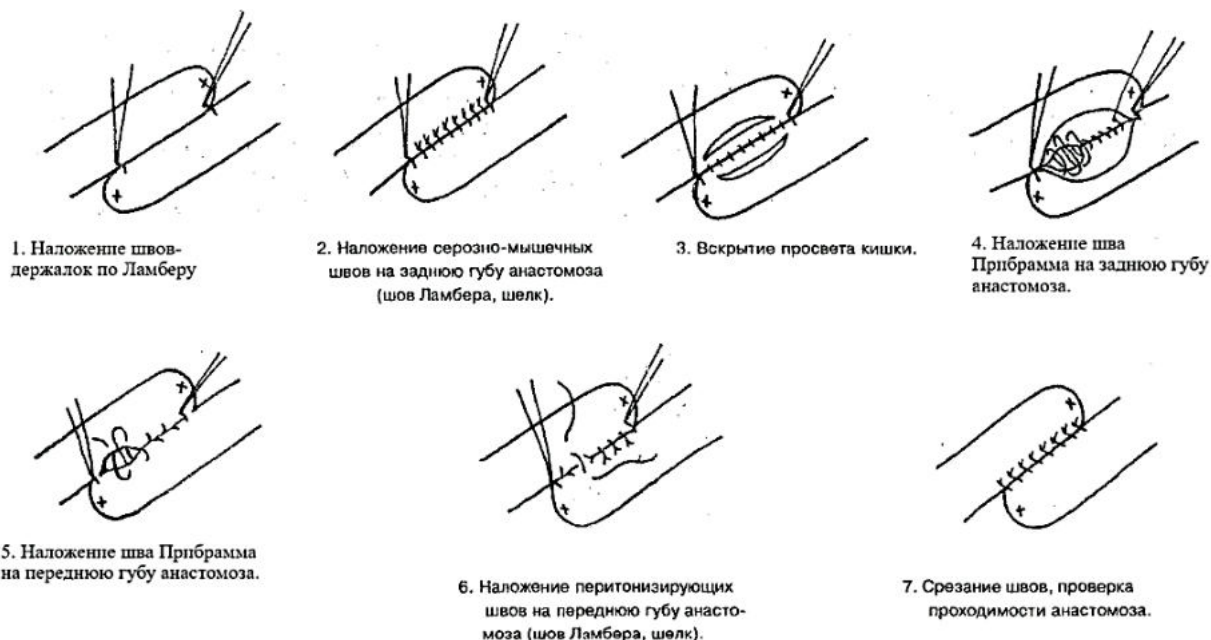 1. Наложение швов-
держалок по Ламберу
2. Наложение серозно-мышечных
швов на заднюю губу анастомоза
(шов Ламбера, шелк).
3. Вскрытие просвета кишки.
4. Наложение шва
Прибрамма на заднюю губу
анастомоза.
5. Наложение шва Прибрамма
на переднюю губу анастомоза.
6. Наложение перитонизирующих
швов на переднюю губу анасто-
моза (шов Ламбера, шелк).
7. Срезание швов, проверка
проходимости анастомоза.